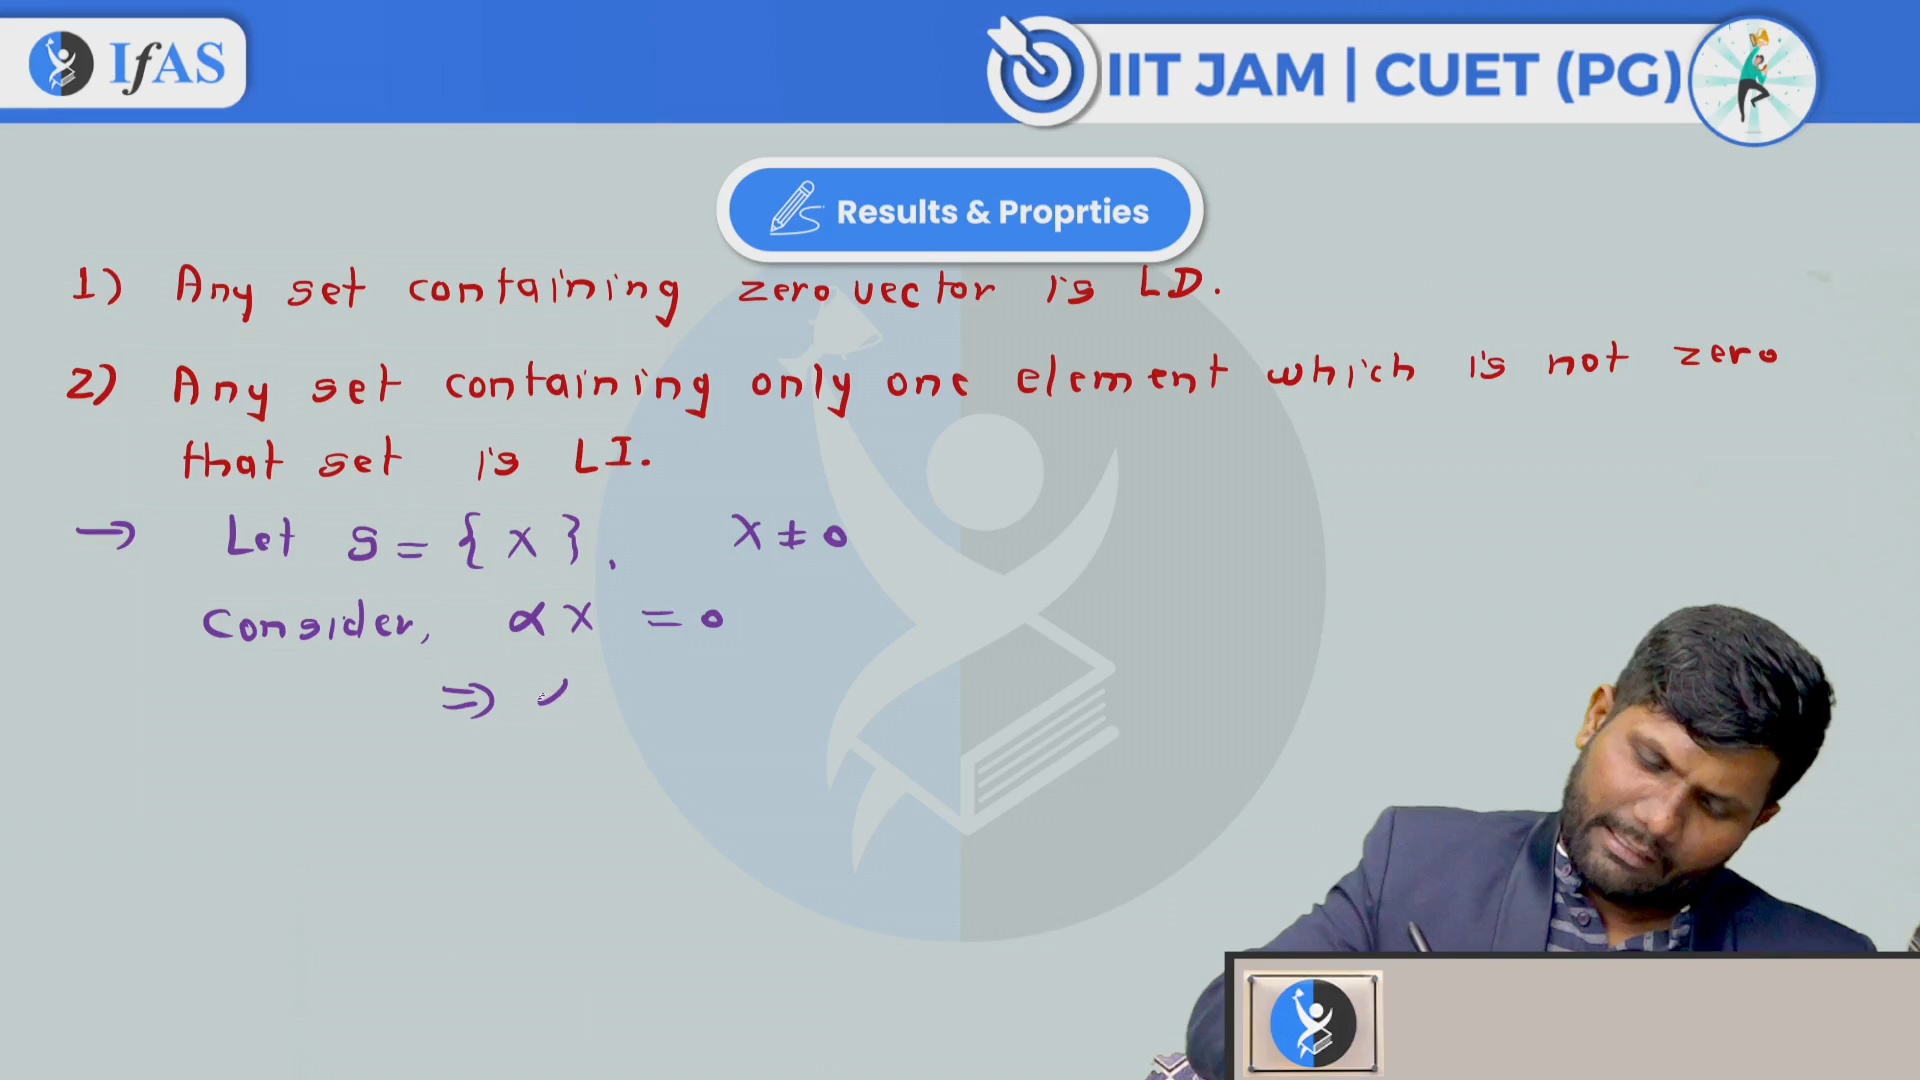 IfAS
IIT JAM | CUET (PG)
Results & Proprties
1) Any set containing zero vector is LD.
2) Any set containing only one element which is not zero
that set is LI.
→ Let S = { x }, x ≠ 0
Consider, αx = 0
⇒